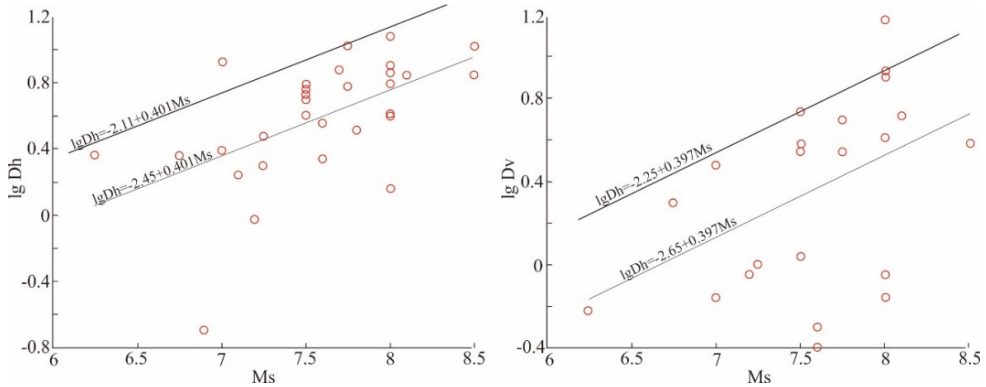 1.2
0.8
0.4
0
-0.4
-0.8
lg Dh
lgDh=-2.11+0.401Ms
lgDh=-2.45+0.401Ms
6
6.5
7
7.5
8
8.5
Ms
1.2
0.8
0.4
0
-0.4
lg Dv
lgDh=-2.25+0.397Ms
lgDh=-2.65+0.397Ms
6
6.5
7
7.5
8
8.5
Ms